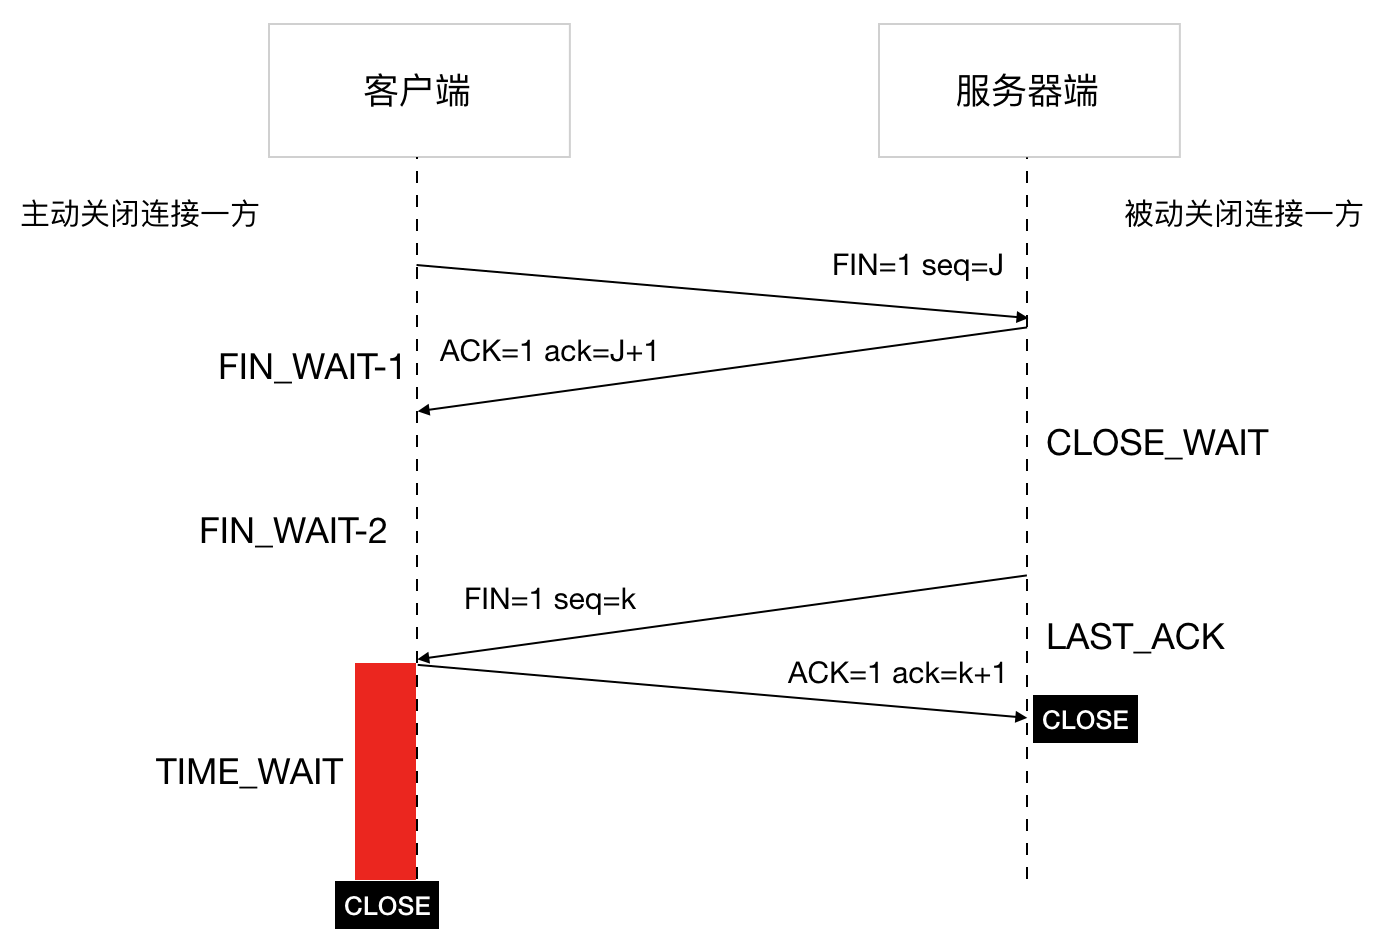 客户端
服务器端
主动关闭连接一方
被动关闭连接一方
FIN=1 seq=J
ACK=1 ack=J+1
FIN_WAIT-1
CLOSE_WAIT
FIN_WAIT-2
FIN=1 seq=k
LAST_ACK
ACK=1 ack=k+1
CLOSE
TIME_WAIT
CLOSE